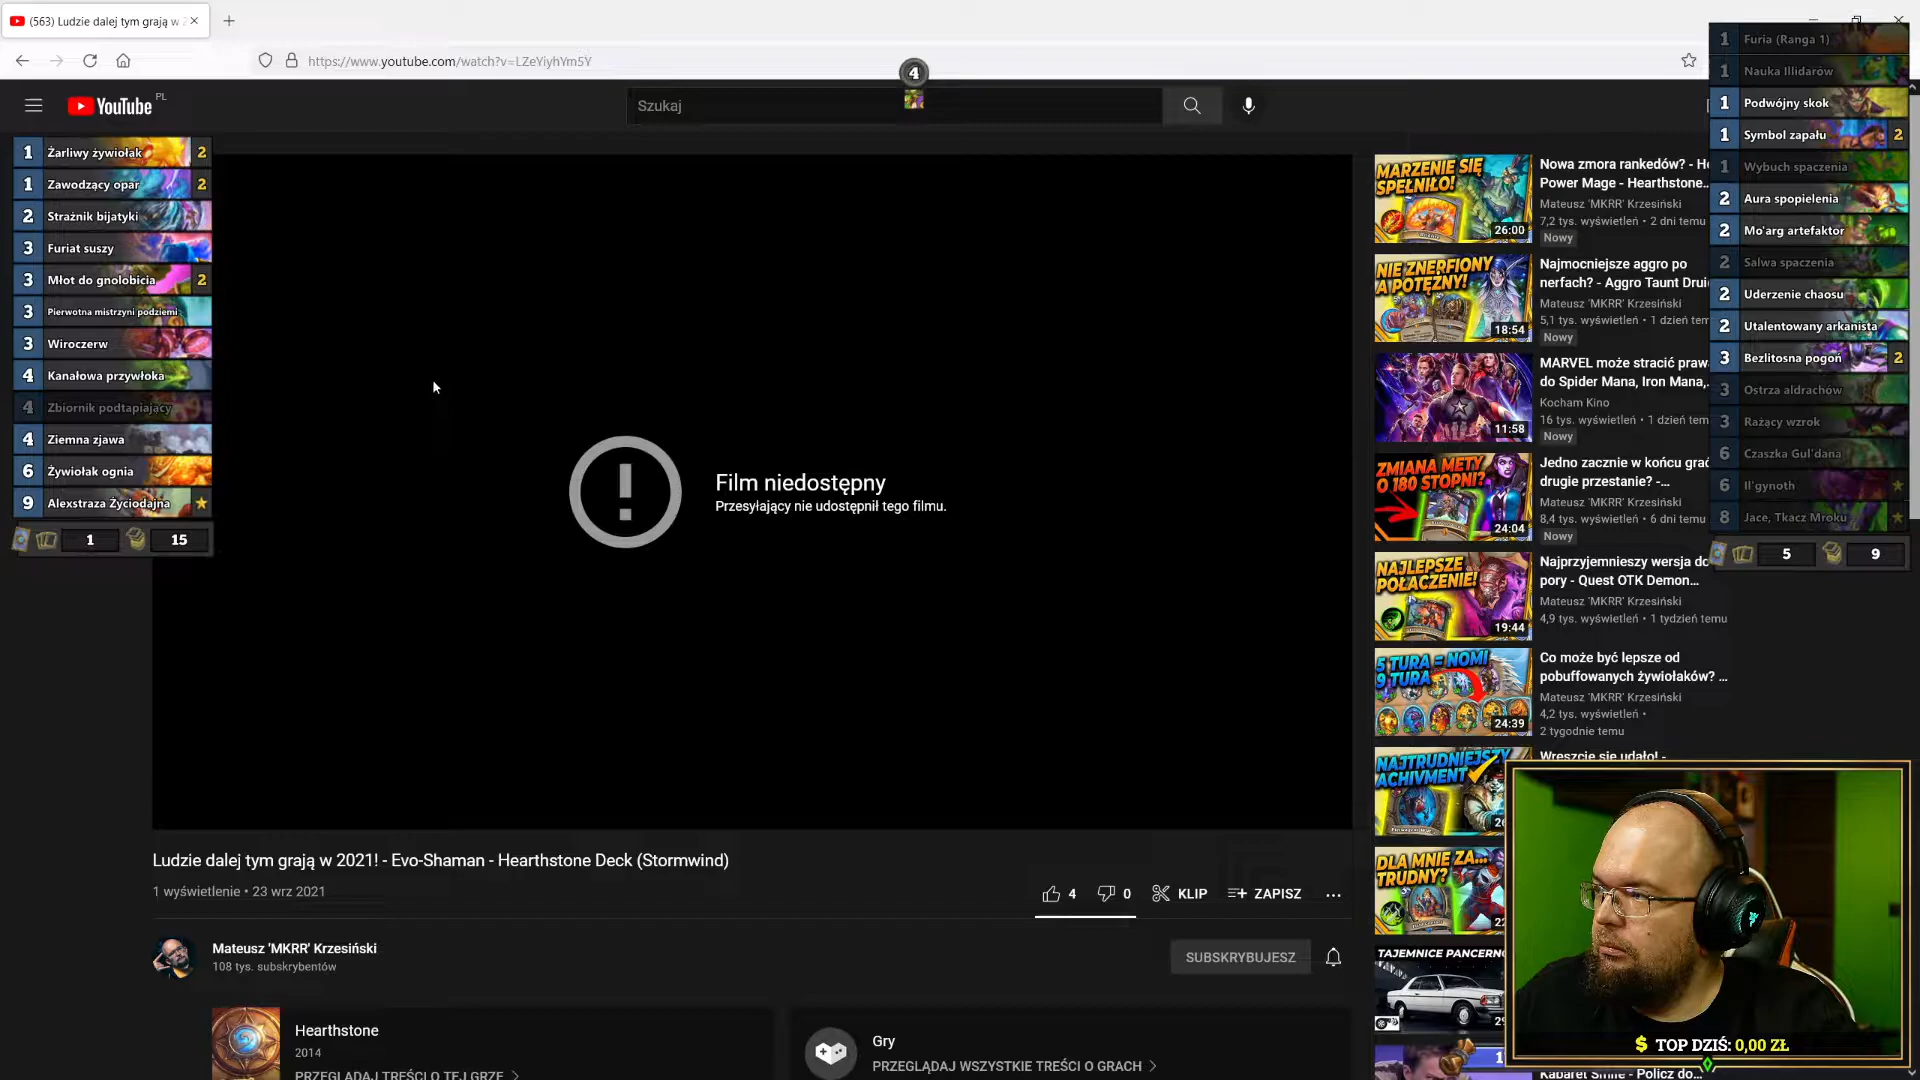 (563) Ludzie dalej tym grają w
https://www.youtube.com/watch?v=LZeYiyhYm5Y
4
YouTube PL
Szukaj
1 Żarliwy żywiołak 2
1 Zawodzący opar 2
2 Strażnik bijatyki
3 Furiat suszy
3 Młot do gnolobicia 2
3 Pierwotna mistrzyni podziemi
3 Wiroczerw
4 Kanałowa przywłoka
4 Zbiornik podtapiający
4 Ziemna zjawa
6 Żywiołak ognia
9 Alexstraza Życiodajna
1 15
Film niedostępny
Przesyłający nie udostępnił tego filmu.
Ludzie dalej tym grają w 2021! - Evo-Shaman - Hearthstone Deck (Stormwind)
1 wyświetlenie • 23 wrz 2021
4 0 KLIP ZAPISZ
Mateusz 'MKRR' Krzesiński
108 tys. subskrybentów
SUBSKRYBUJESZ
Hearthstone
2014
PRZEGLĄDAJ TREŚCI O TEJ GRZE
Gry
PRZEGLĄDAJ WSZYSTKIE TREŚCI O GRACH
MARZENIE SIĘ
SPEŁNIŁO!
26:00
Nowa zmora rankedów? - H
Power Mage - Hearthstone...
Mateusz 'MKRR' Krzesiński
7,2 tys. wyświetleń • 2 dni temu
Nowy
NIE ZNERFIONY
A POTĘŻNY!
18:54
Najmocniejsze aggro po
nerfach? - Aggro Taunt Drui
Mateusz 'MKRR' Krzesiński
5,1 tys. wyświetleń • 1 dzień tem
Nowy
11:58
MARVEL może stracić praw
do Spider Mana, Iron Mana,
Kocham Kino
16 tys. wyświetleń • 1 dzień tem
Nowy
ZMIANA METY
O 180 STOPNI?
24:04
Jedno zacznie w końcu grać
drugie przestanie? -...
Mateusz 'MKRR' Krzesiński
8,4 tys. wyświetleń • 6 dni temu
Nowy
NAJLEPSZE
POŁĄCZENIE!
19:44
Najprzyjemnieszy wersja do
pory - Quest OTK Demon...
Mateusz 'MKRR' Krzesiński
4,9 tys. wyświetleń • 1 tydzień temu
5 TURA = NOMI
9 TURA
24:39
Co może być lepsze od
pobuffowanych żywiołaków? ...
Mateusz 'MKRR' Krzesiński
4,2 tys. wyświetleń •
2 tygodnie temu
NAJTRUDNIEJSZY
ACHIVMENT
Wreszcie się udało! -
DLA MNIE ZA...
TRUDNY?
TAJEMNICE PANCERNO
Kabaret Smile - Policz do...
1 Furia (Ranga 1)
1 Nauka Illidarów
1 Podwójny skok
1 Symbol zapału 2
1 Wybuch spaczenia
2 Aura spopielenia
2 Mo'arg artefaktor
2 Salwa spaczenia
2 Uderzenie chaosu
2 Utalentowany arkanista
3 Bezlitosna pogoń 2
3 Ostrza aldrachów
3 Rażący wzrok
6 Czaszka Gul'dana
6 Il'gynoth
8 Jace, Tkacz Mroku
5 9
$ TOP DZIŚ: 0,00 ZŁ